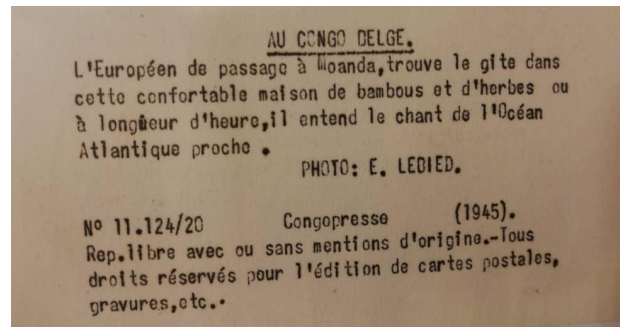 AU CONGO BELGE.
L'Européen de passage à Moanda,trouve le gite dans
cette confortable maison de bambous et d'herbes ou
à longueur d'heure,il entend le chant de l'Océan
Atlantique proche .
PHOTO: E. LEBIED.
Nº 11.124/20 Congopresse (1945).
Rep.libre avec ou sans mentions d'origine.-Tous
droits réservés pour l'édition de cartes postales,
gravures,etc..